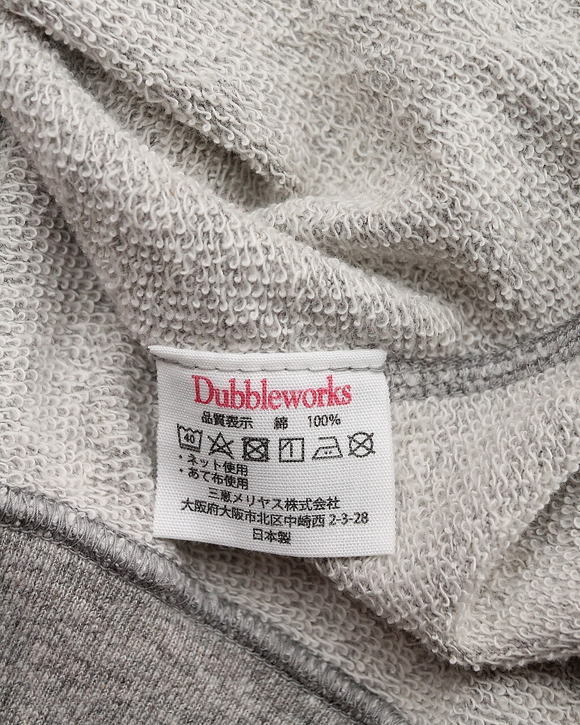 Dubbleworks
品質表示 綿 100%
40
・ネット使用
・あて布使用
三恵メリヤス株式会社
大阪府大阪市北区中崎西 2-3-28
日本製